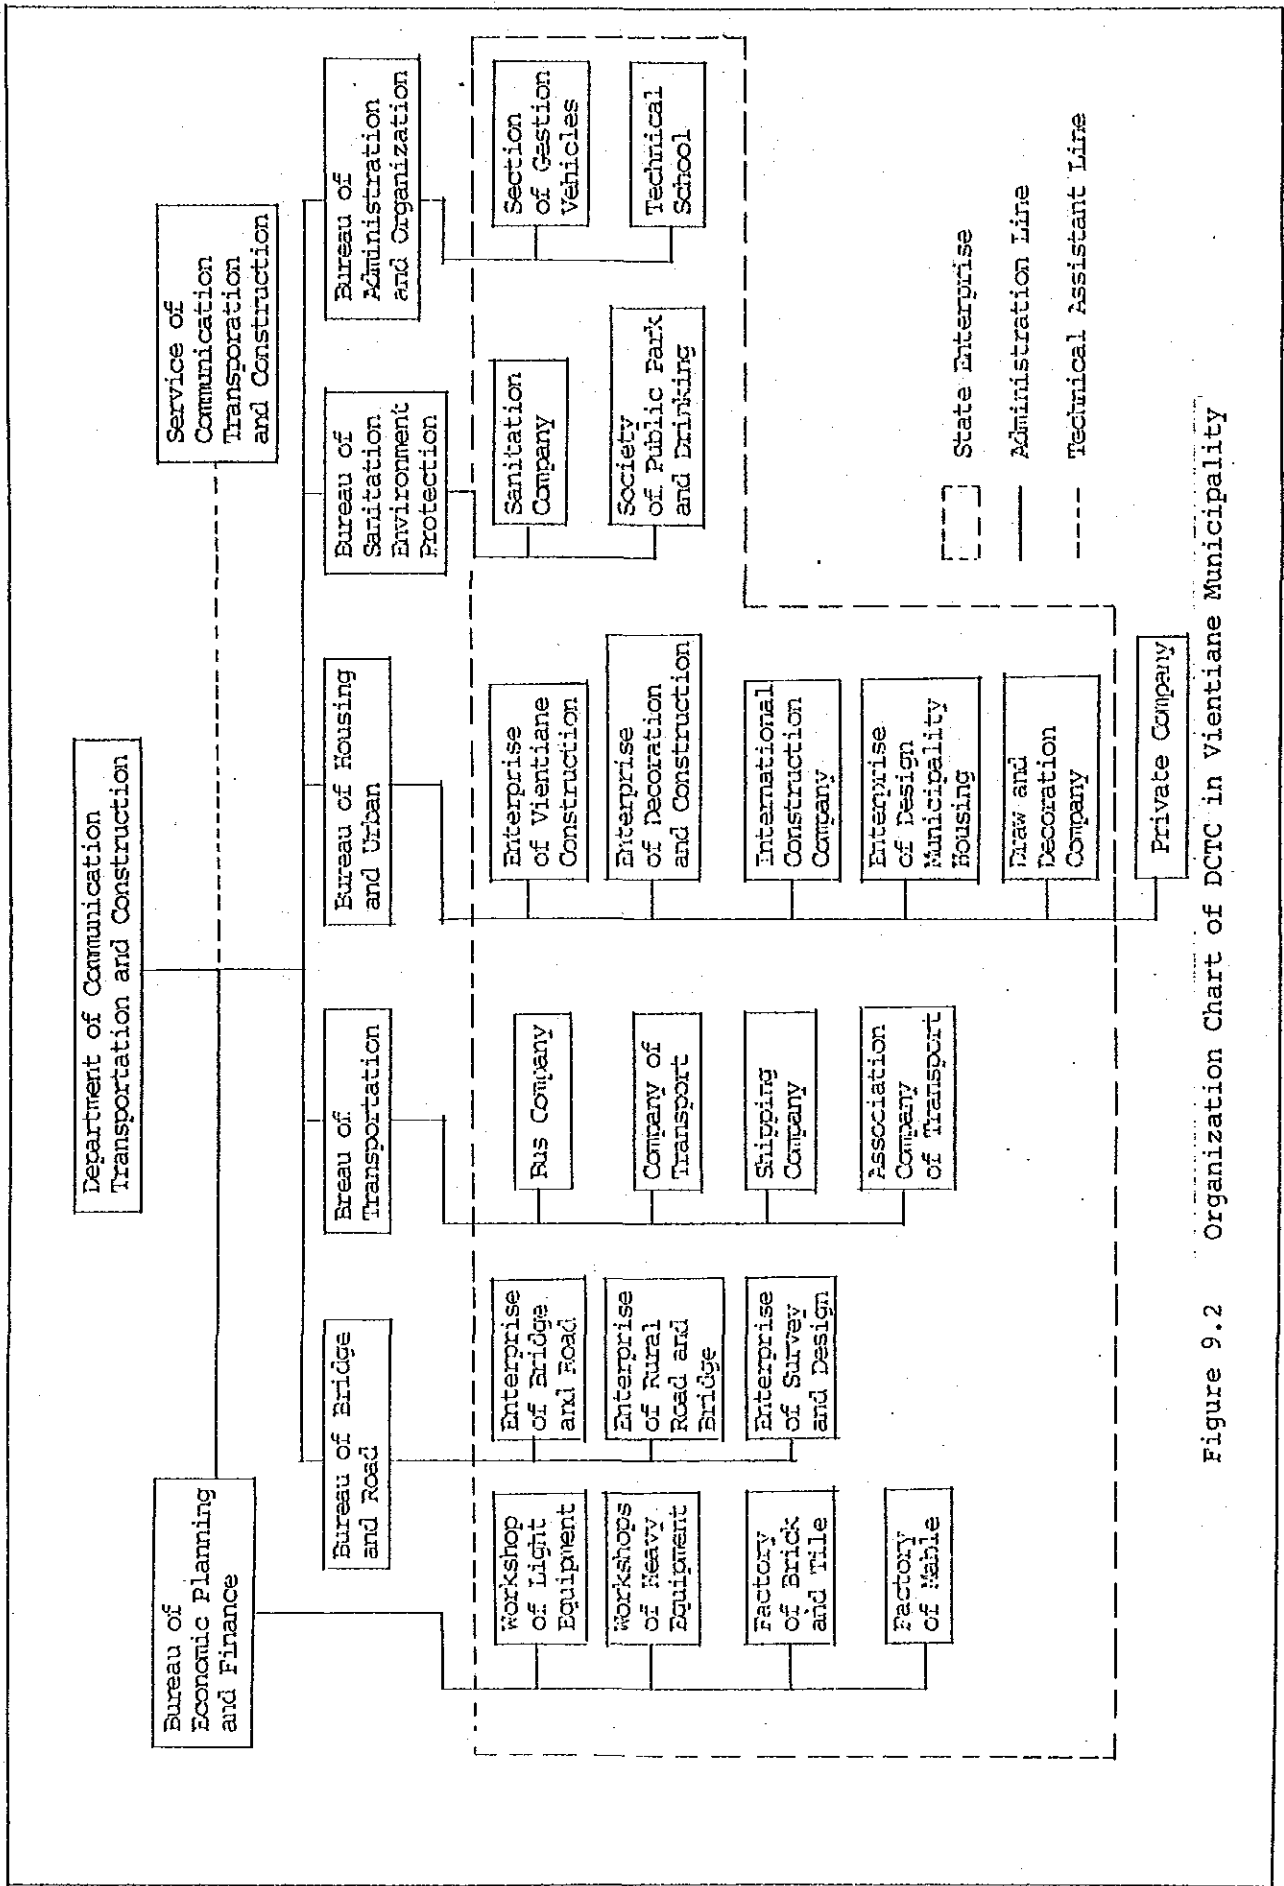 Department of Communication
Transportation and Construction
Bureau of
Economic Planning
and Finance
Service of
Communication
Transporation
and Construction
Bureau of Bridge
and Road
Breau of
Transportation
Bureau of Housing
and Urban
Bureau of
Sanitation
Environment
Protection
Bureau of
Administration
and Organization
Workshop
of Light
Equipment
Workshops
of Heavy
Equipment
Factory
of Brick
and Tile
Factory
of Mable
Enterprise
of Bridge
and Road
Enterprise
of Rural
Road and
Bridge
Enterprise
of Survey
and Design
Bus Company
Company of
Transport
Shipping
Company
Association
Company
of Transport
Enterprise
of Vientiane
Construction
Enterprise
of Decoration
and Construction
International
Construction
Company
Enterprise
of Design
Municipality
Housing
Draw and
Decoration
Company
Private Company
Sanitation
Company
Society
of Public Park
and Drinking
Section
of Gestion
Vehicles
Technical
School
State Enterprise
Administration Line
Technical Assistant Line
Figure 9.2 Organization Chart of DCTC in Vientiane Municipality